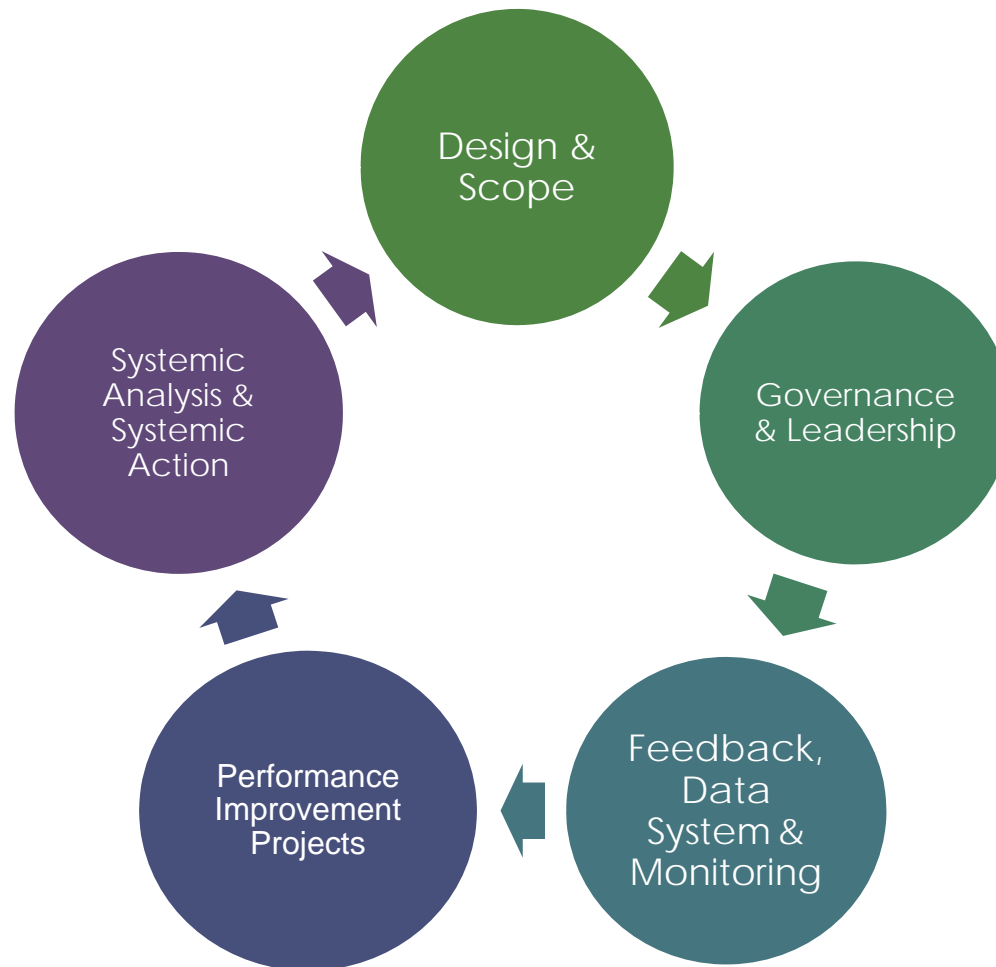 Design &
Scope
Governance
& Leadership
Feedback,
Data
System &
Monitoring
Performance
Improvement
Projects
Systemic
Analysis &
Systemic
Action